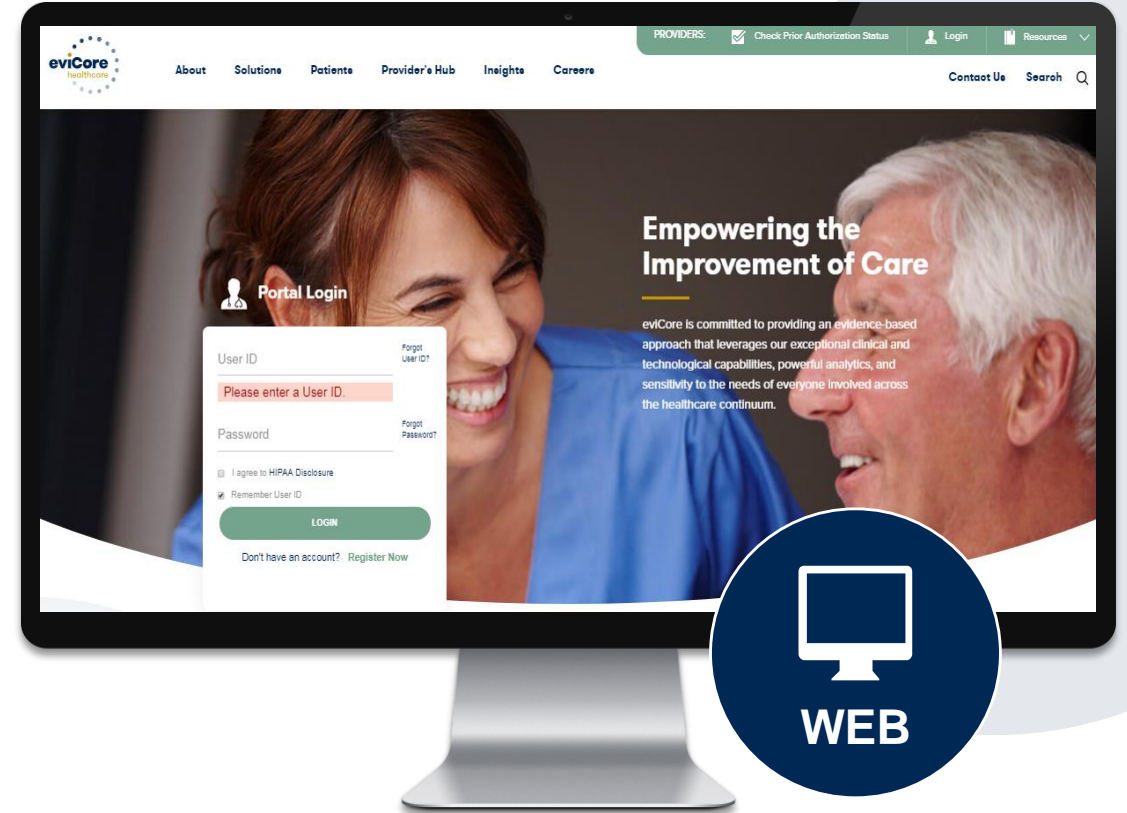 PROVIDERS: Check Prior Authorization Status Login Resources
eviCore
healthcare
About Solutions Patients Provider's Hub Insights Careers
Contact Us Search
Empowering the
Improvement of Care
eviCore is committed to providing an evidence-based
approach that leverages our exceptional clinical and
technological capabilities, powerful analytics, and
sensitivity to the needs of everyone involved across
the healthcare continuum.
Portal Login
User ID
Forgot
User ID?
Please enter a User ID.
Password
Forgot
Password?
I agree to HIPAA Disclosure
Remember User ID
LOGIN
Don't have an account? Register Now
WEB